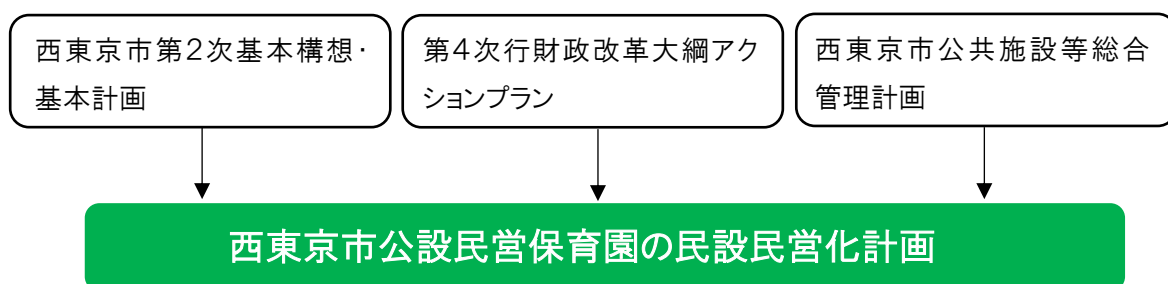 西東京市第2次基本構想・
基本計画
第4次行財政改革大綱アク
ションプラン
西東京市公共施設等総合
管理計画
西東京市公設民営保育園の民設民営化計画